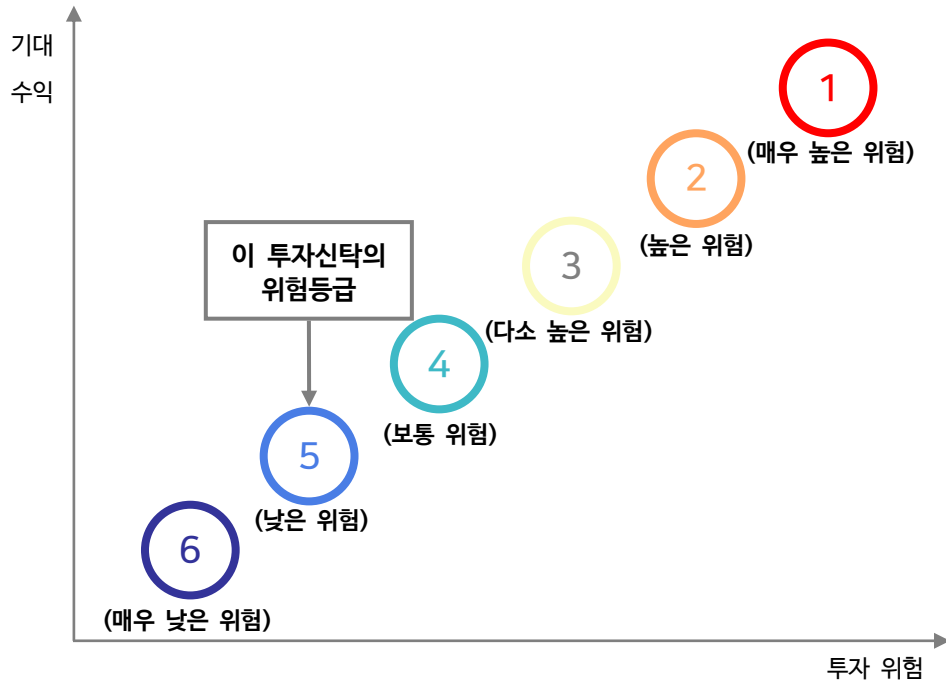 기대
수익
1
(매우 높은 위험)
2
(높은 위험)
이 투자신탁의
위험등급
3
(다소 높은 위험)
4
(보통 위험)
5
(낮은 위험)
6
(매우 낮은 위험)
투자 위험